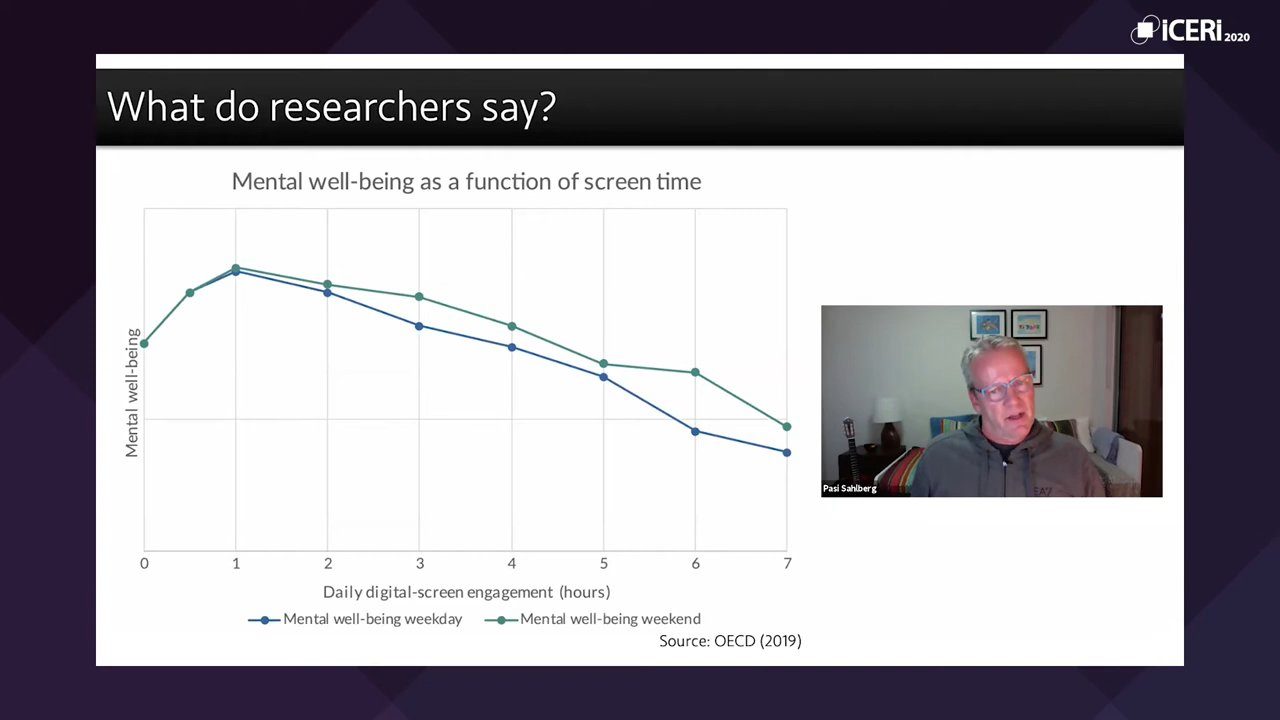 iCERi 2020
What do researchers say?
Mental well-being as a function of screen time
Mental well-being
0 1 2 3 4 5 6 7
Daily digital-screen engagement (hours)
Mental well-being weekday Mental well-being weekend
Source: OECD (2019)
EA7
Pasi Sahlberg